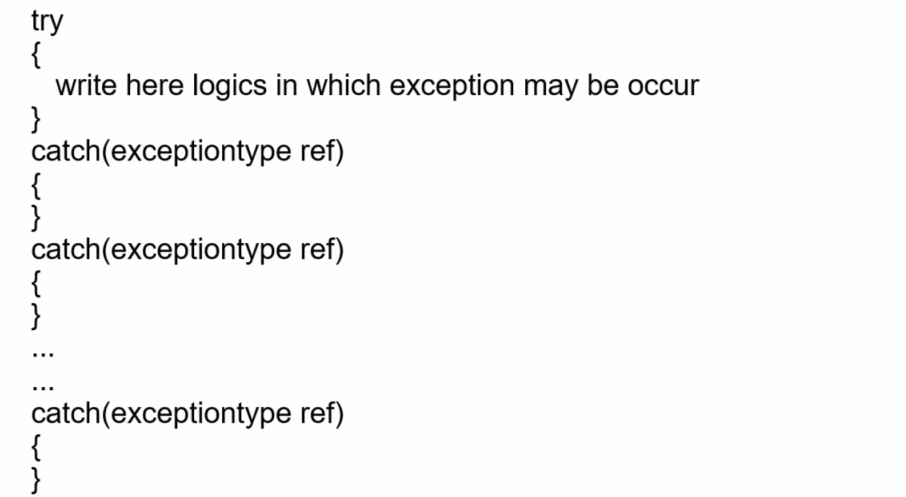 try
{
write here logics in which exception may be occur
}
catch(exceptiontype ref)
{
}
catch(exceptiontype ref)
{
}
...
...
catch(exceptiontype ref)
{
}